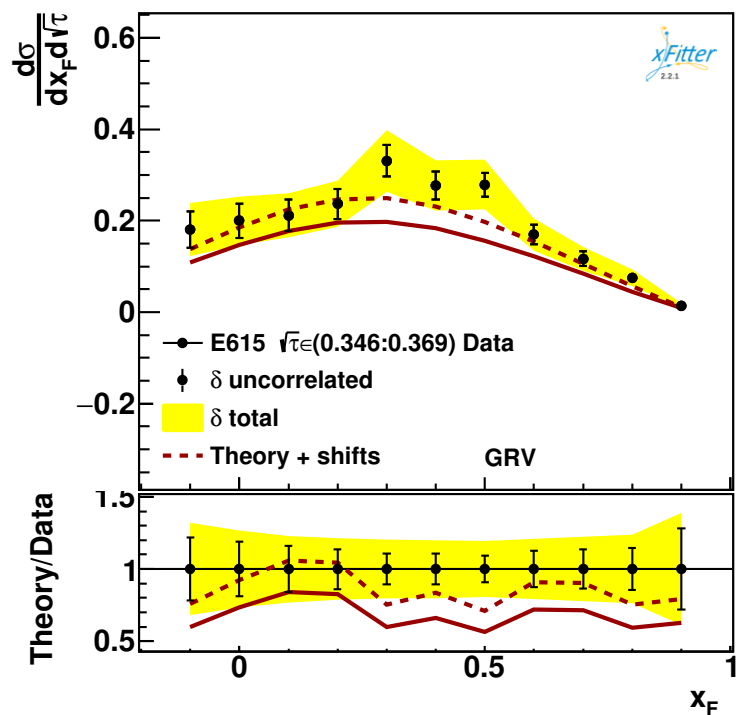 dσ
dx_F d√τ
xFitter
2.2.1
0.6
0.4
0.2
0
−0.2
E615 √τ∈(0.346:0.369) Data
δ uncorrelated
δ total
Theory + shifts GRV
Theory/Data
1.5
1
0.5
0 0.5 1
x_F